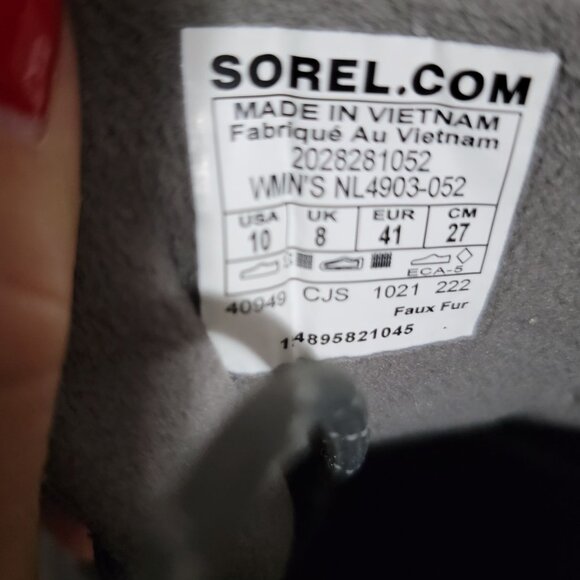 SOREL.COM
MADE IN VIETNAM
Fabriqué Au Vietnam
2028281052
WMN'S NL4903-052
USA UK EUR CM
10 8 41 27
ECA-5
40949 CJS 1021 222
Faux Fur